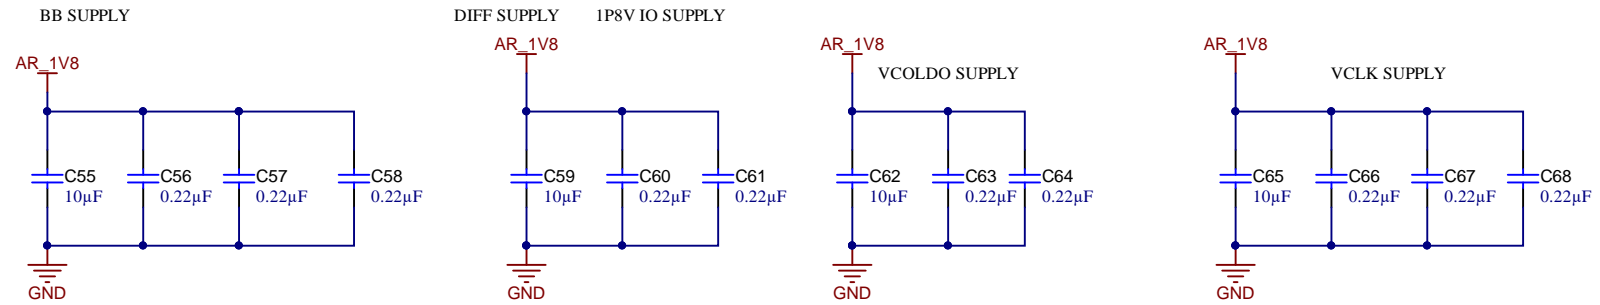 BB SUPPLY
DIFF SUPPLY
1P8V IO SUPPLY
AR_1V8
AR_1V8
AR_1V8
AR_1V8
VCOLDO SUPPLY
VCLK SUPPLY
C55
10µF
C56
0.22µF
C57
0.22µF
C58
0.22µF
C59
10µF
C60
0.22µF
C61
0.22µF
C62
10µF
C63
0.22µF
C64
0.22µF
C65
10µF
C66
0.22µF
C67
0.22µF
C68
0.22µF
GND
GND
GND
GND